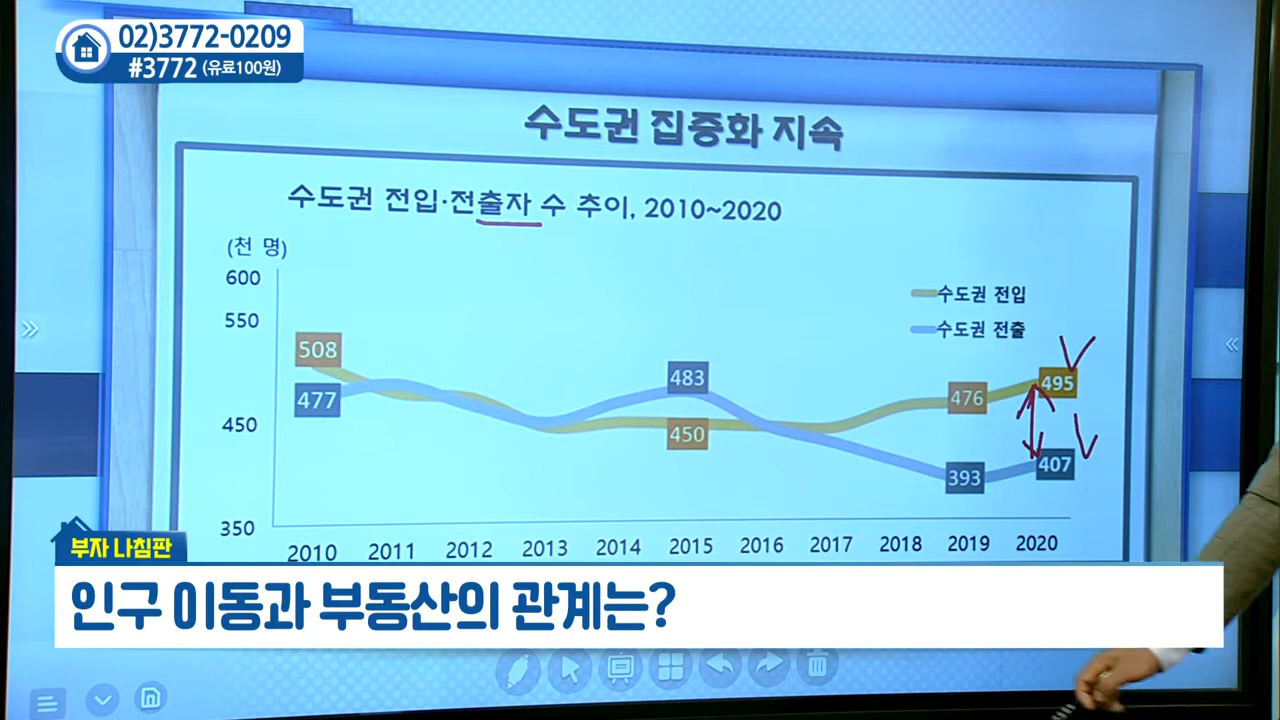 02)3772-0209
#3772 (유료100원)
수도권 집중화 지속
수도권 전입·전출자 수 추이, 2010~2020
(천 명)
600
550
450
350
수도권 전입
수도권 전출
508
477
483
450
476
393
495
407
2010 2011 2012 2013 2014 2015 2016 2017 2018 2019 2020
부자 나침판
인구 이동과 부동산의 관계는?